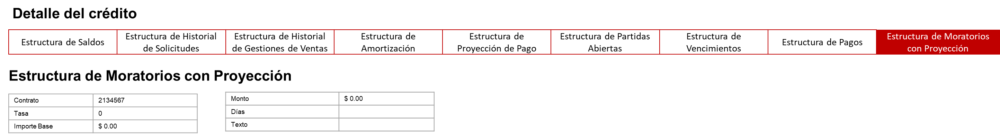 Detalle del crédito
Estructura de Saldos
Estructura de Historial
de Solicitudes
Estructura de Historial
de Gestiones de Ventas
Estructura de
Amortización
Estructura de
Proyección de Pago
Estructura de Partidas
Abiertas
Estructura de
Vencimientos
Estructura de Pagos
Estructura de Moratorios
con Proyección
Estructura de Moratorios con Proyección
Contrato 2134567
Tasa 0
Importe Base $ 0.00
Monto $ 0.00
Días
Texto